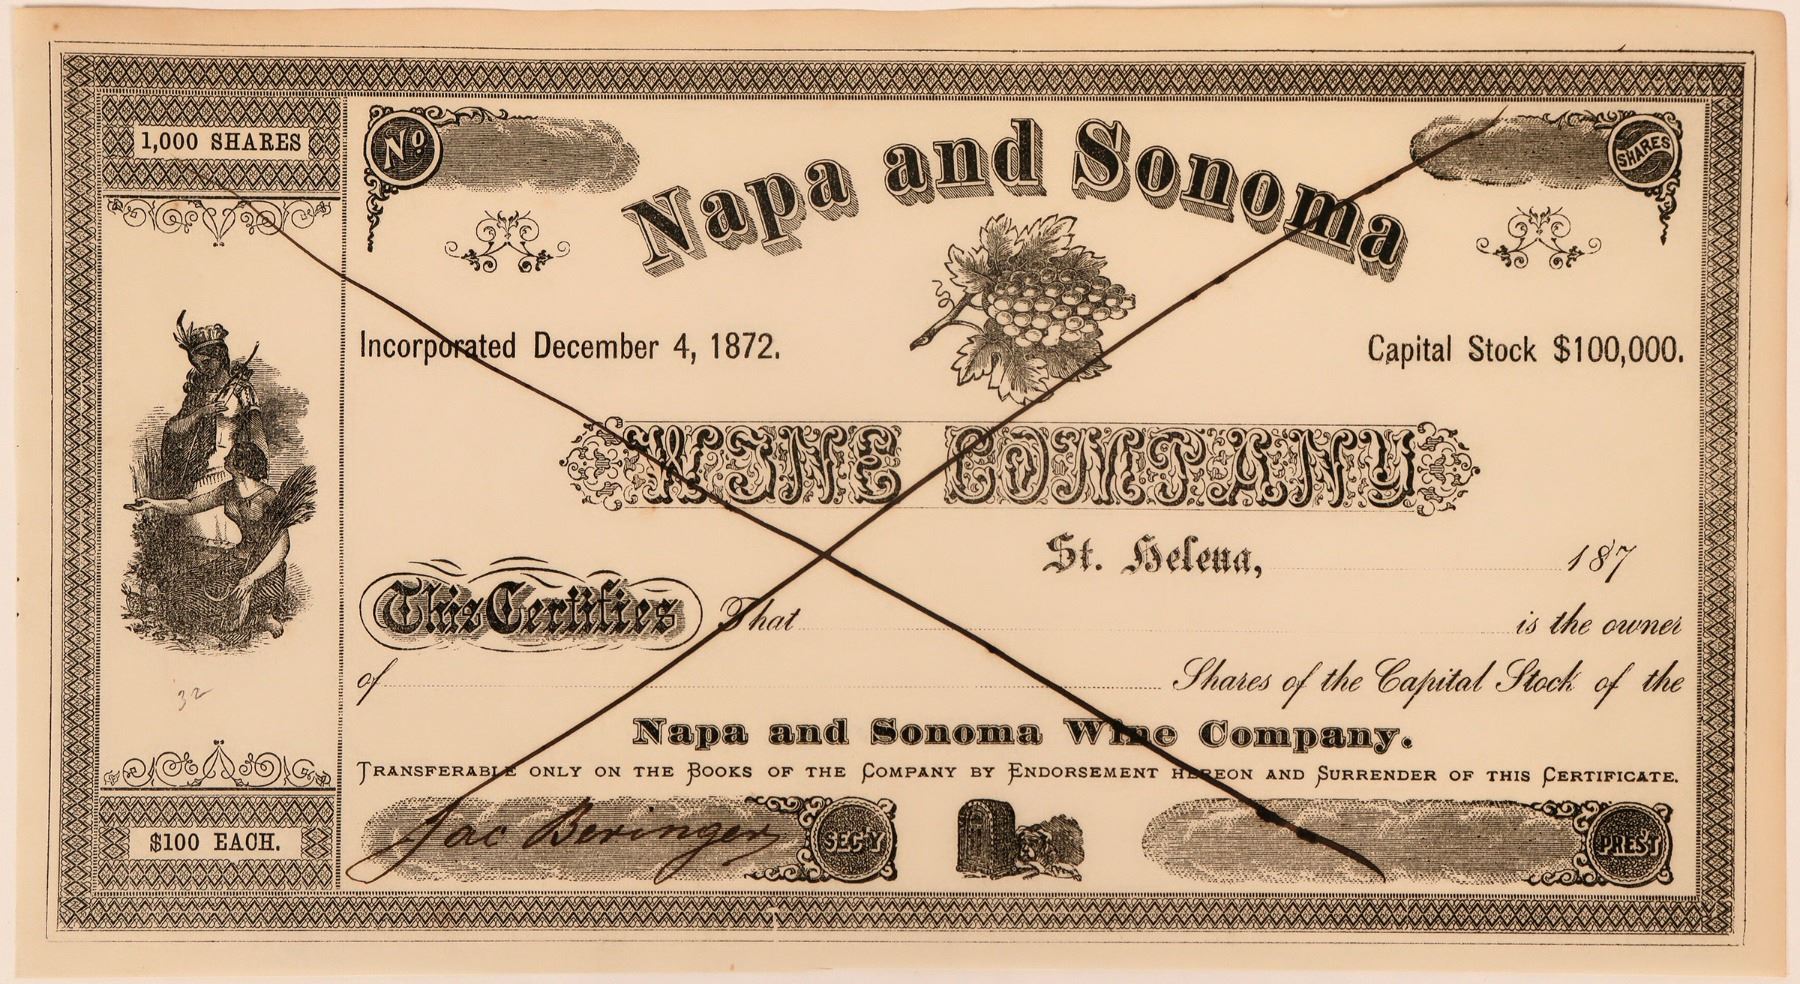 1,000 SHARES
No.
SHARES
Napa and Sonoma
Incorporated December 4, 1872.
Capital Stock $100,000.
WINE COMPANY
St. Helena, 187
This Certifies That is the owner
of Shares of the Capital Stock of the
Napa and Sonoma Wine Company.
TRANSFERABLE ONLY ON THE BOOKS OF THE COMPANY BY ENDORSEMENT HEREON AND SURRENDER OF THIS CERTIFICATE.
32
$100 EACH.
Jac Beringer
SEC'Y
PREST